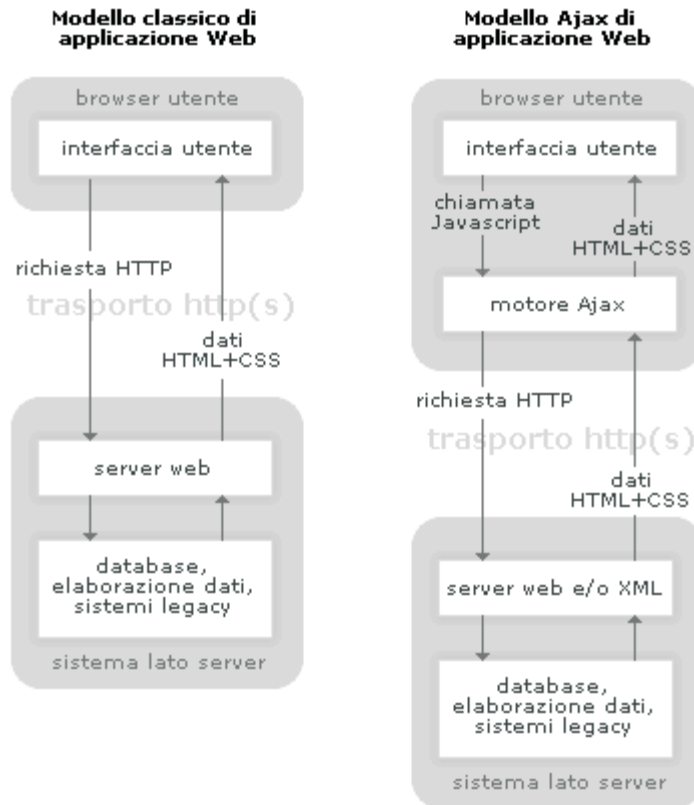 Modello classico di
applicazione Web
browser utente
interfaccia utente
richiesta HTTP
trasporto http(s)
dati
HTML+CSS
server web
database,
elaborazione dati,
sistemi legacy
sistema lato server
Modello Ajax di
applicazione Web
browser utente
interfaccia utente
chiamata
Javascript
dati
HTML+CSS
motore Ajax
richiesta HTTP
trasporto http(s)
dati
HTML+CSS
server web e/o XML
database,
elaborazione dati,
sistemi legacy
sistema lato server